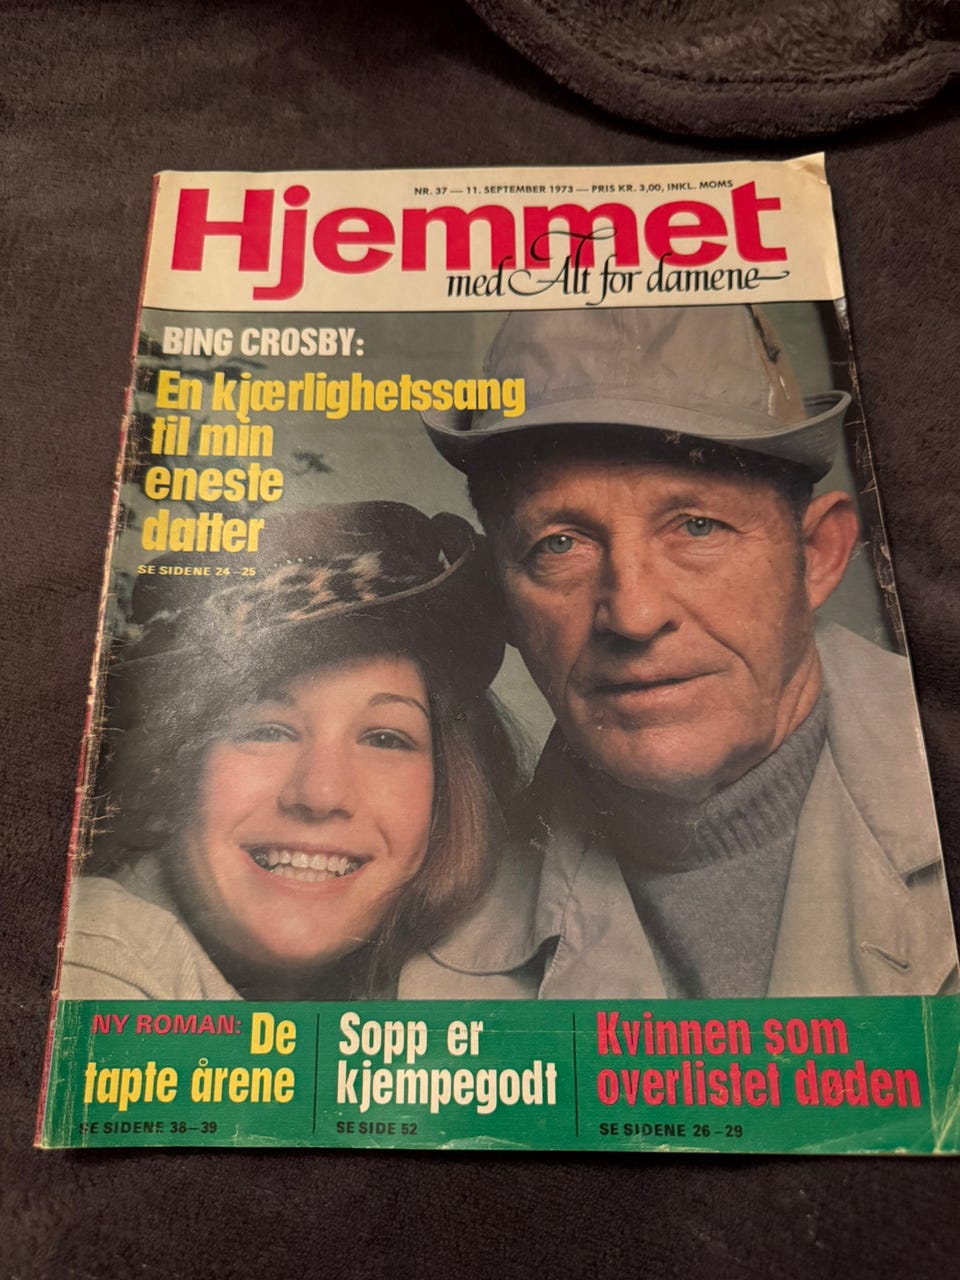 NR. 37 — 11. SEPTEMBER 1973 — PRIS KR. 3,00, INKL. MOMS
Hjemmet
med Alt for damene
BING CROSBY:
En kjærlighetssang
til min
eneste
datter
SE SIDENE 24–25
NY ROMAN: De
tapte årene
SE SIDENE 38–39
Sopp er
kjempegodt
SE SIDE 52
Kvinnen som
overlistet døden
SE SIDENE 26–29